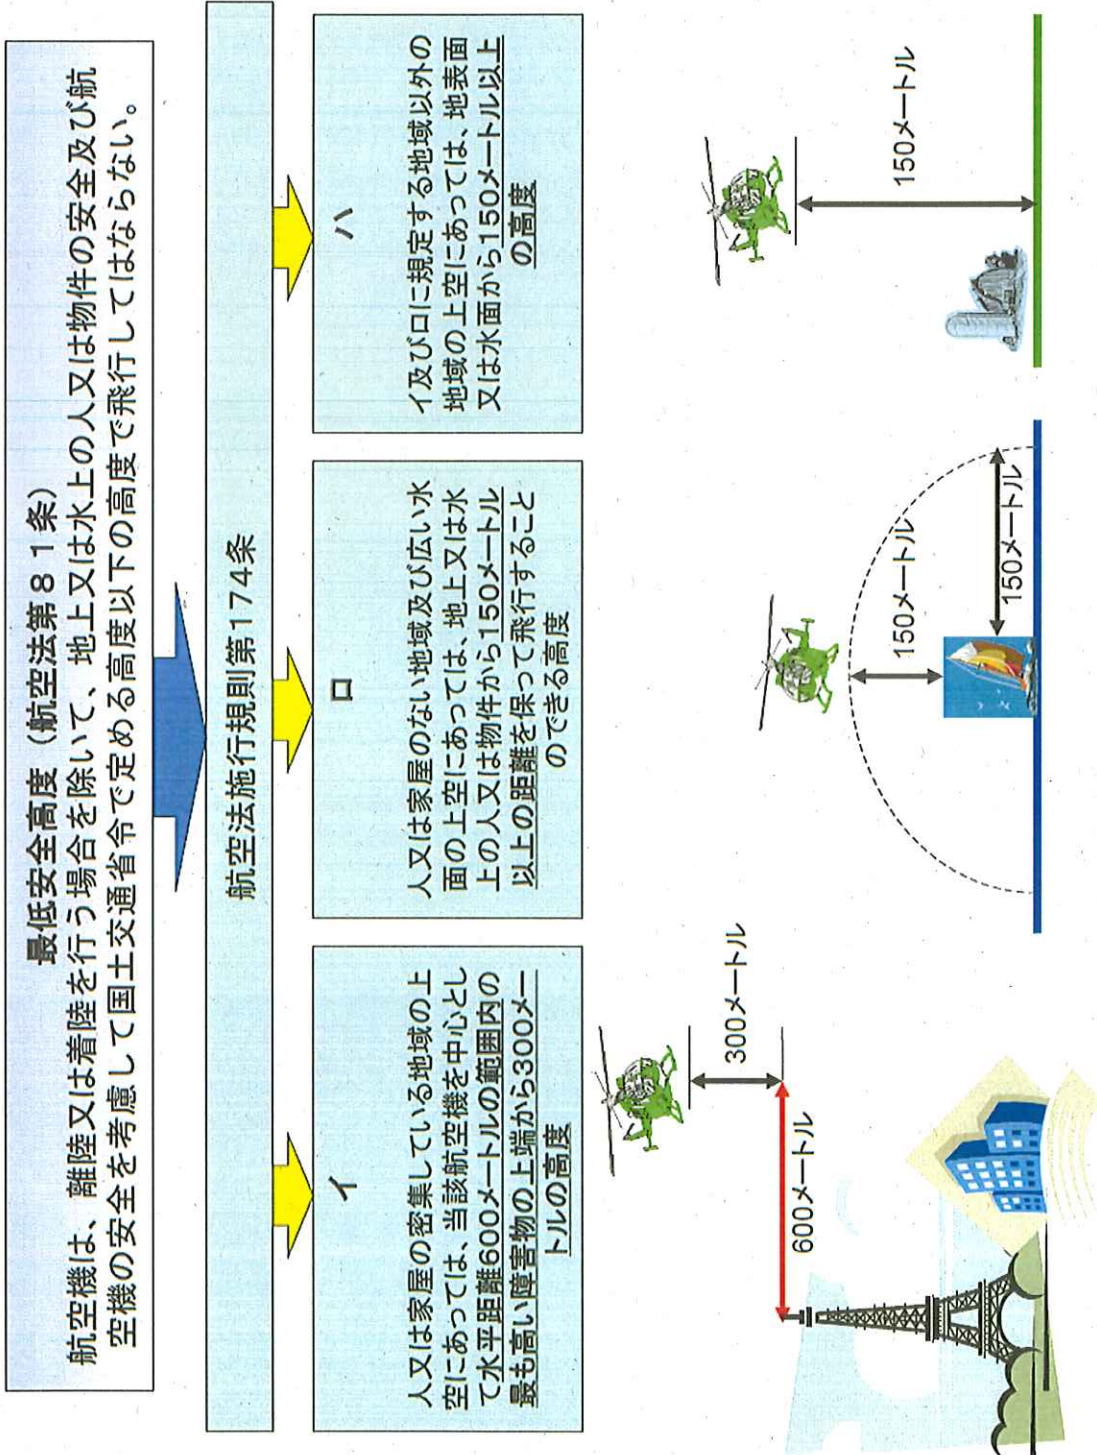 最低安全高度（航空法第８１条）
航空機は、離陸又は着陸を行う場合を除いて、地上又は水上の人又は物件の安全及び航
空機の安全を考慮して国土交通省令で定める高度以下の高度で飛行してはならない。
航空法施行規則第174条
イ
人又は家屋の密集している地域の上
空にあっては、当該航空機を中心とし
て水平距離600メートルの範囲内の
最も高い障害物の上端から300メー
トルの高度
ロ
人又は家屋のない地域及び広い水
面の上空にあっては、地上又は水
上の人又は物件から150メートル
以上の距離を保って飛行すること
のできる高度
ハ
イ及びロに規定する地域以外の
地域の上空にあっては、地表面
又は水面から150メートル以上
の高度
300メートル
600メートル
150メートル
150メートル
150メートル